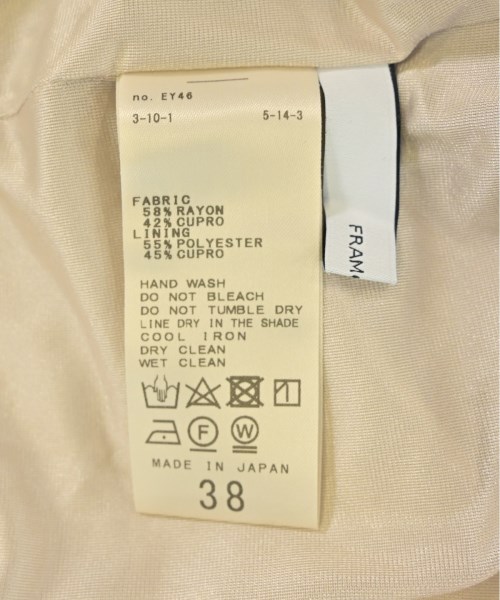 no. EY46
3-10-1 5-14-3
FABRIC
58% RAYON
42% CUPRO
LINING
55% POLYESTER
45% CUPRO
HAND WASH
DO NOT BLEACH
DO NOT TUMBLE DRY
LINE DRY IN THE SHADE
COOL IRON
DRY CLEAN
WET CLEAN
F W
MADE IN JAPAN
38
FRAM